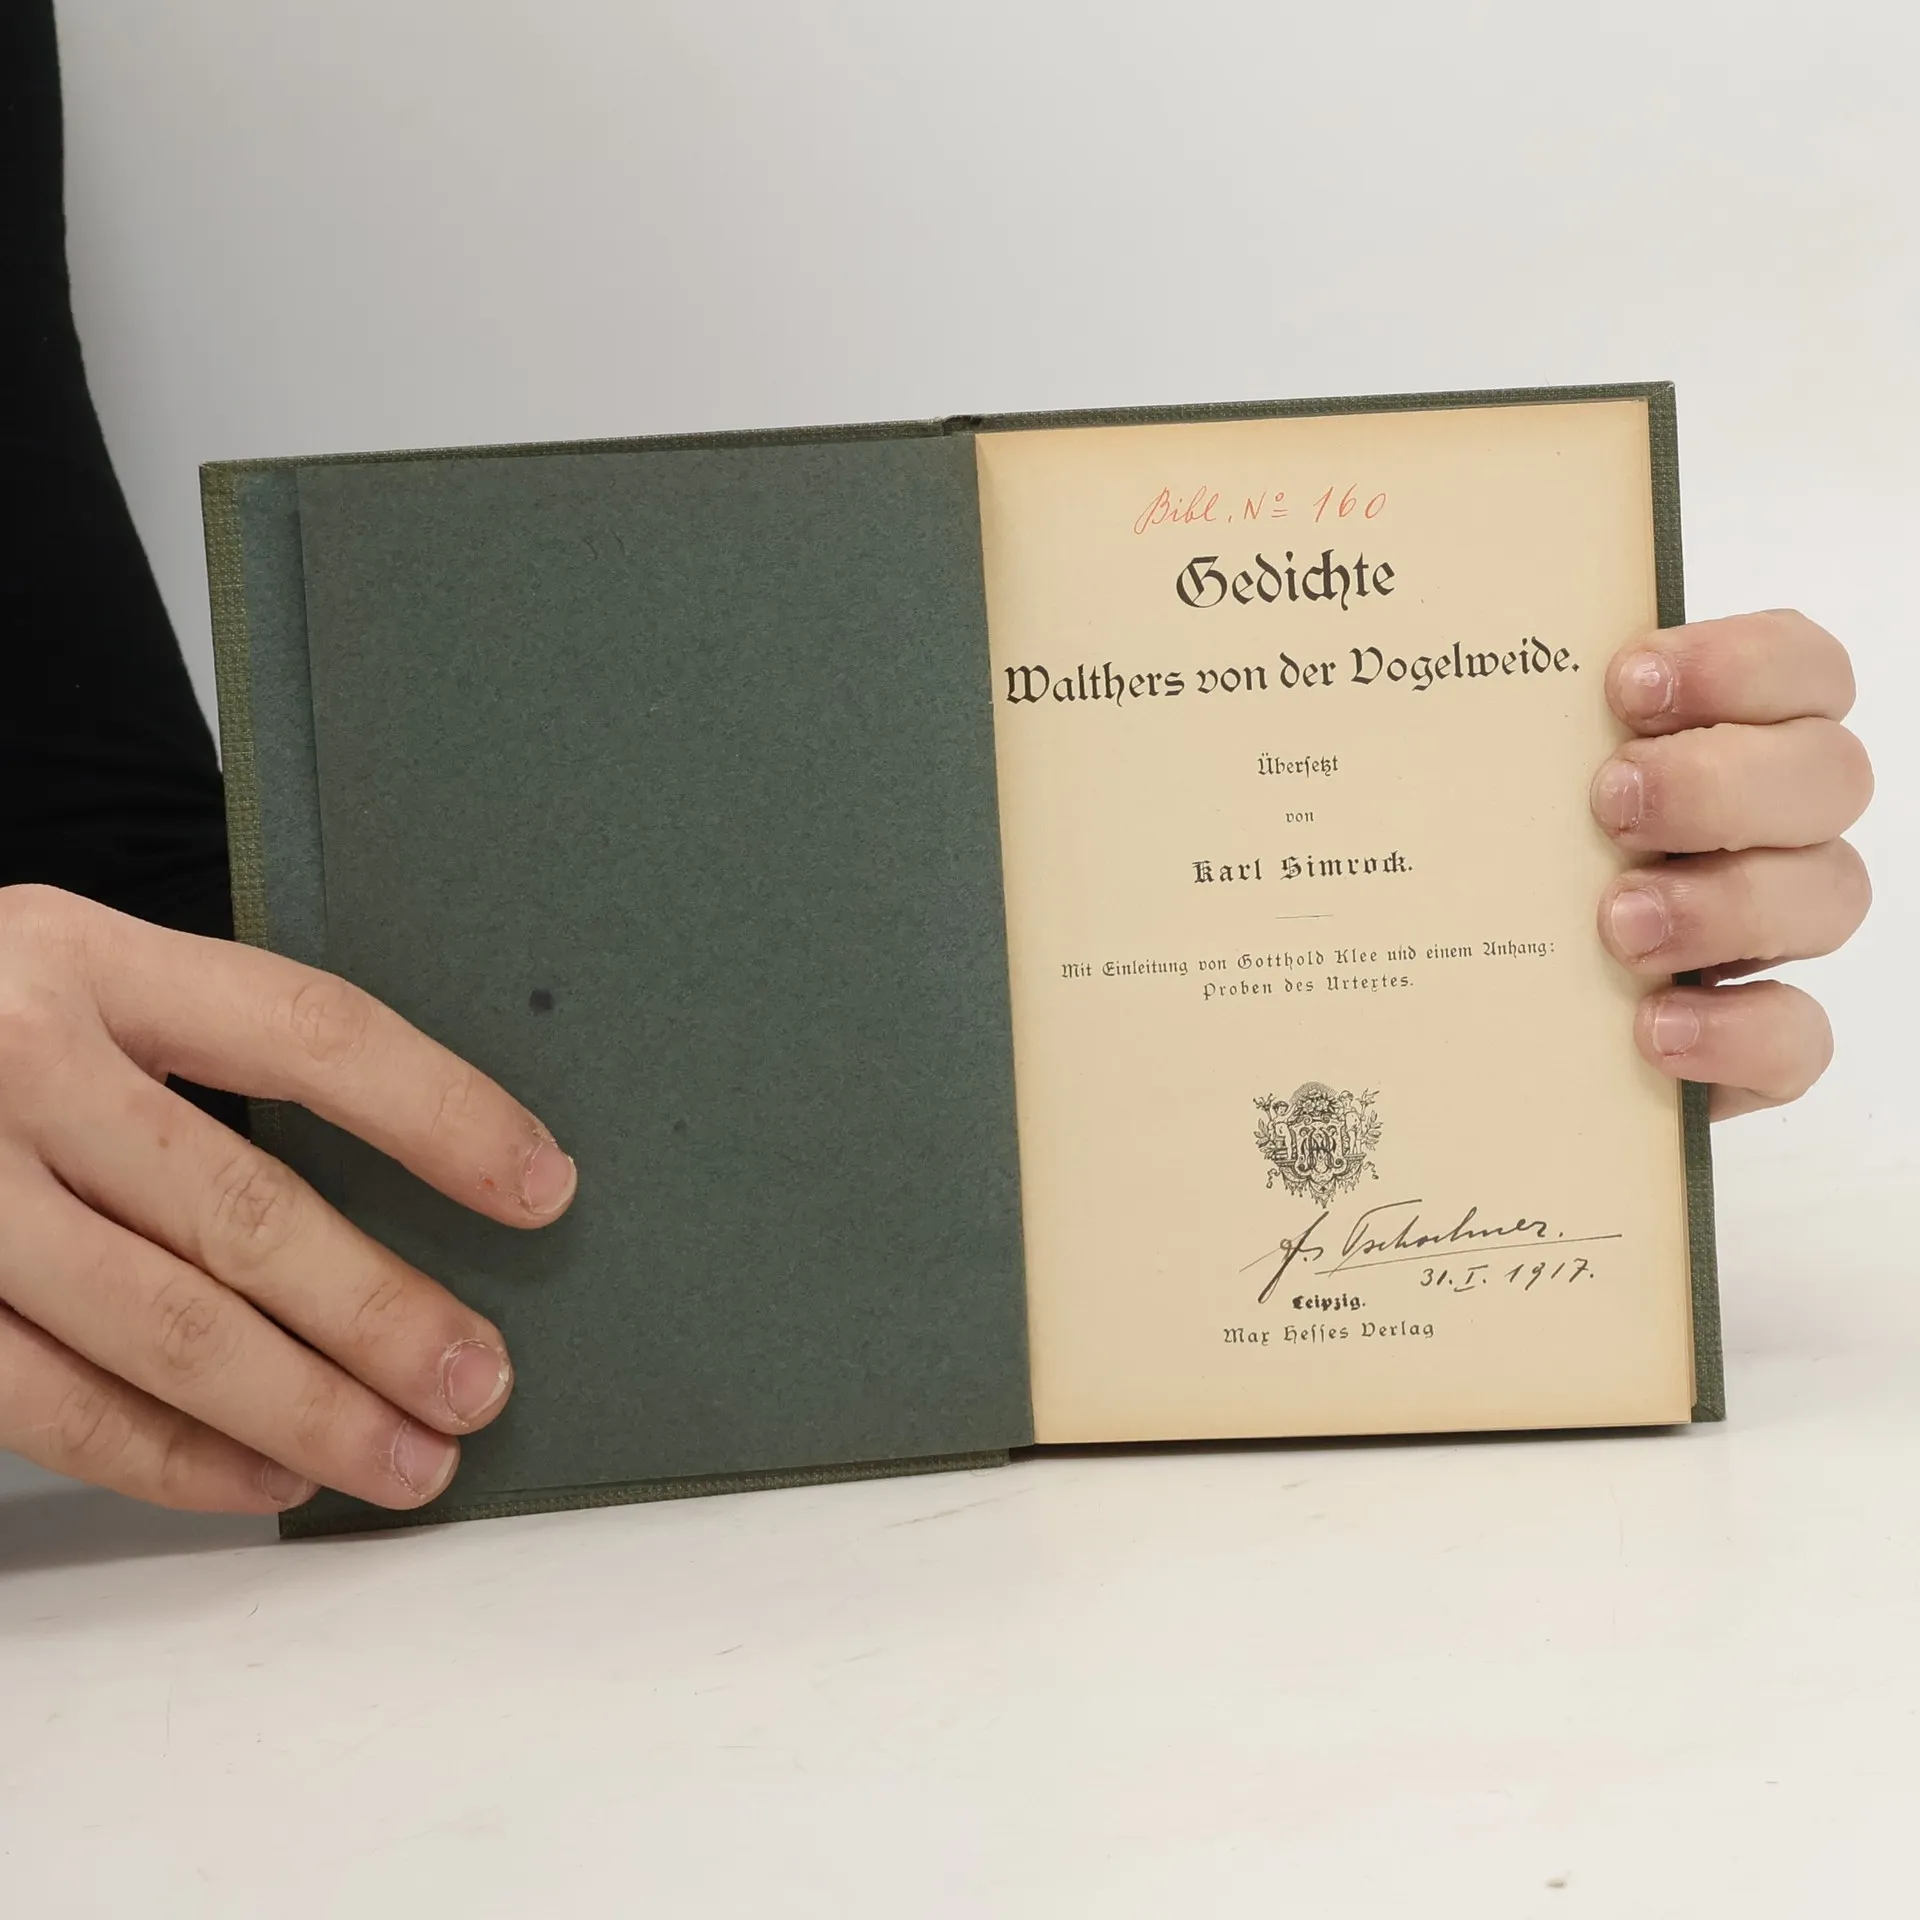 Bibl. Nº 160
Gedichte
Walthers von der Vogelweide.
Übersetzt
von
Karl Simrock.
Mit Einleitung von Gotthold Klee und einem Anhang:
Proben des Urtextes.
31. I. 1917.
Leipzig.
Max Hesses Verlag